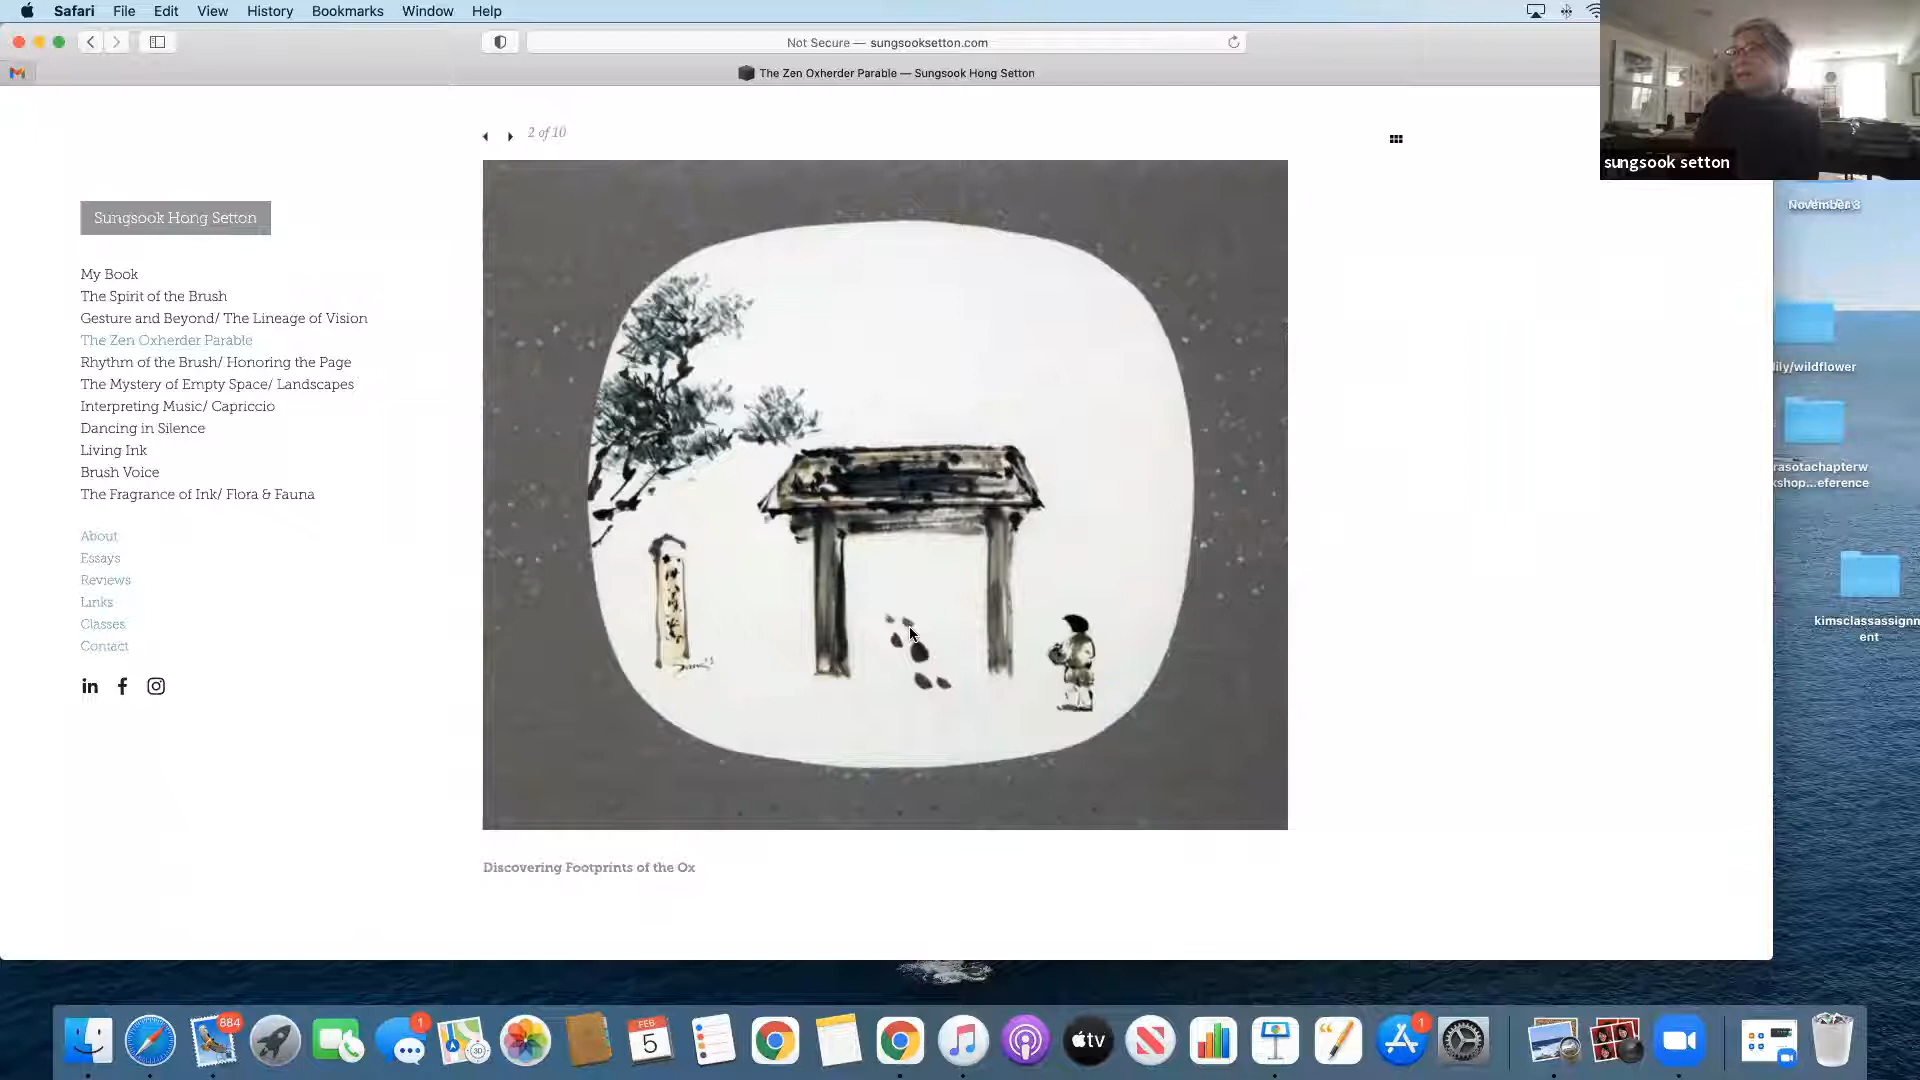 Safari File Edit View History Bookmarks Window Help
Not Secure — sungsooksetton.com
The Zen Oxherder Parable — Sungsook Hong Setton
sungsook setton
2 of 10
Sungsook Hong Setton
My Book
The Spirit of the Brush
Gesture and Beyond/ The Lineage of Vision
The Zen Oxherder Parable
Rhythm of the Brush/ Honoring the Page
The Mystery of Empty Space/ Landscapes
Interpreting Music/ Capriccio
Dancing in Silence
Living Ink
Brush Voice
The Fragrance of Ink/ Flora & Fauna
About
Essays
Reviews
Links
Classes
Contact
Discovering Footprints of the Ox
November 3
lily/wildflower
rasotachapterw
kshop...eference
kimsclassassignm
ent
884
1
3D
FEB
5
tv
1